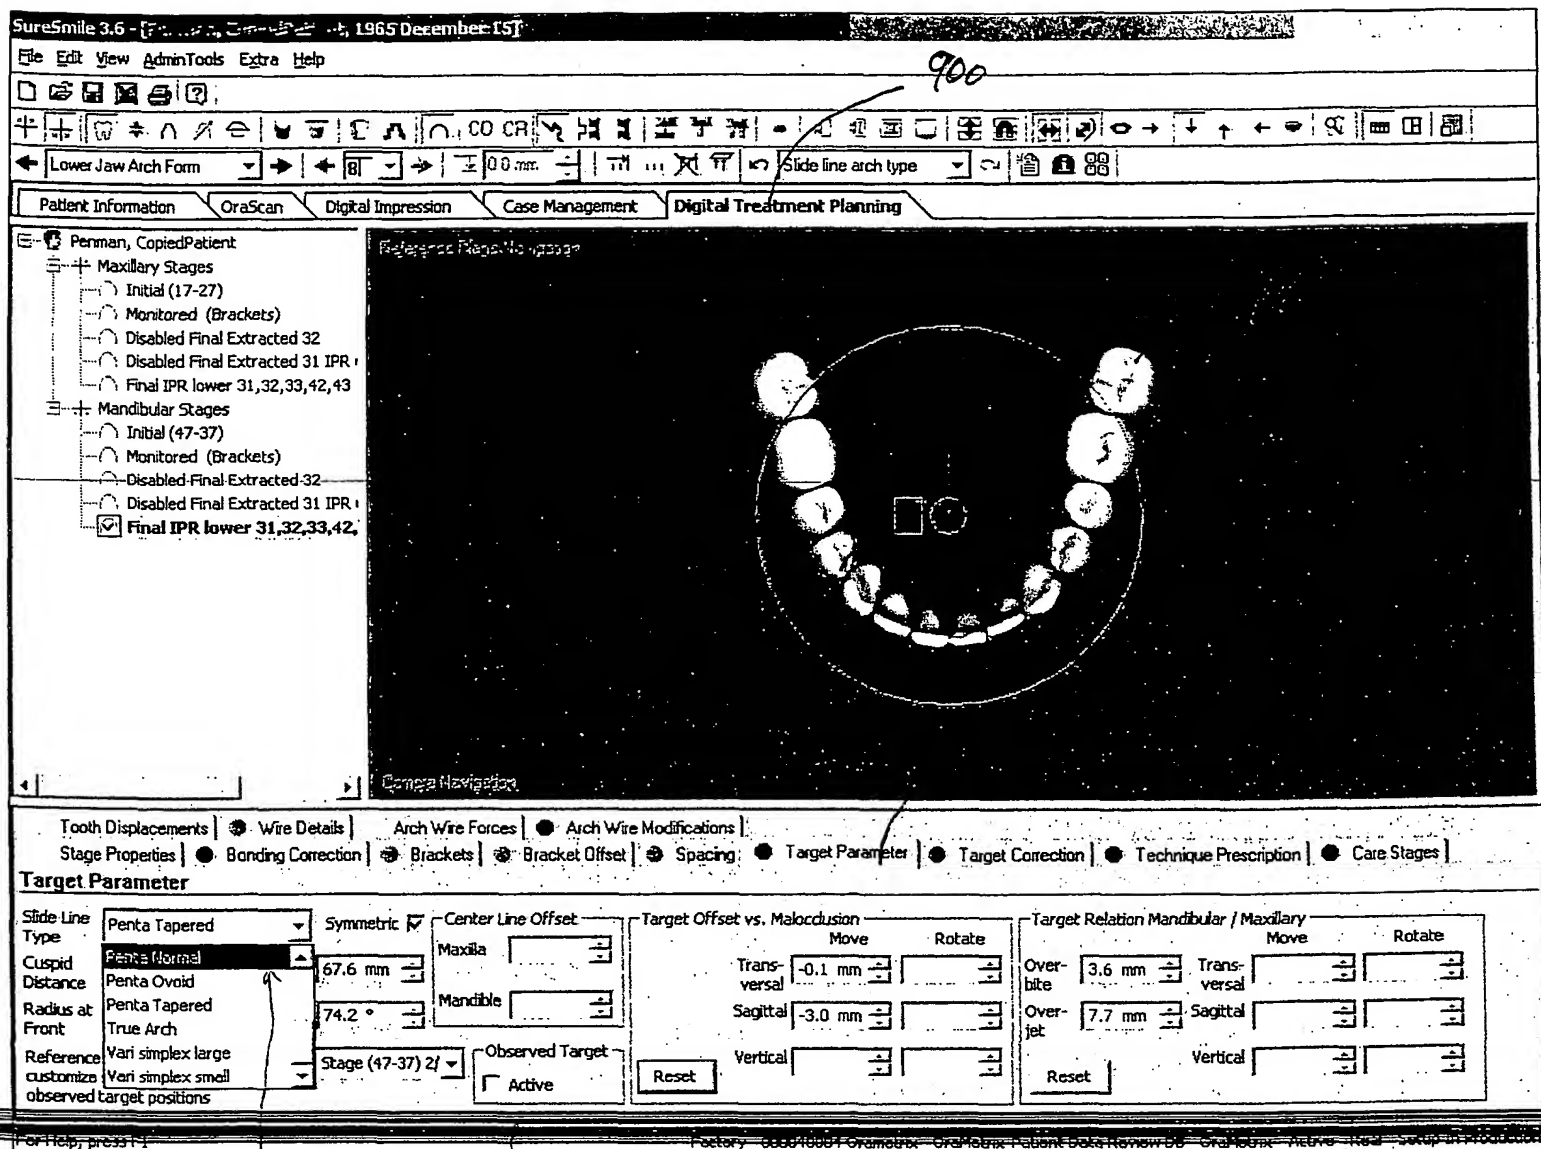 SureSmile 3.6 - [ 1965 December 15]
File Edit View AdminTools Extra Help
900
CO CR
Lower Jaw Arch Form 8 0.0 mm. Slide line arch type
Patient Information OraScan Digital Impression Case Management Digital Treatment Planning
Penman, CopiedPatient
Maxillary Stages
Initial (17-27)
Monitored (Brackets)
Disabled Final Extracted 32
Disabled Final Extracted 31 IPR
Final IPR lower 31,32,33,42,43
Mandibular Stages
Initial (47-37)
Monitored (Brackets)
Disabled Final Extracted 32
Disabled Final Extracted 31 IPR
Final IPR lower 31,32,33,42,
Camera Navigation
Tooth Displacements Wire Details Arch Wire Forces Arch Wire Modifications
Stage Properties Bonding Correction Brackets Bracket Offset Spacing Target Parameter Target Correction Technique Prescription Care Stages
Target Parameter
Slide Line Type Penta Tapered Symmetric Center Line Offset Target Offset vs. Malocclusion Target Relation Mandibular / Maxillary
Move Rotate Move Rotate
Penta Normal Maxilla
Cuspid Distance 67.6 mm Trans-versal -0.1 mm Over-bite 3.6 mm Trans-versal
Penta Ovoid
Penta Tapered Mandible
Radius at Front 74.2 ° Sagittal -3.0 mm Over-jet 7.7 mm Sagittal
True Arch
Vari simplex large Observed Target Vertical Vertical
Reference Stage (47-37) 2/
customize Vari simplex small Active Reset Reset
observed target positions
For Help, press F1